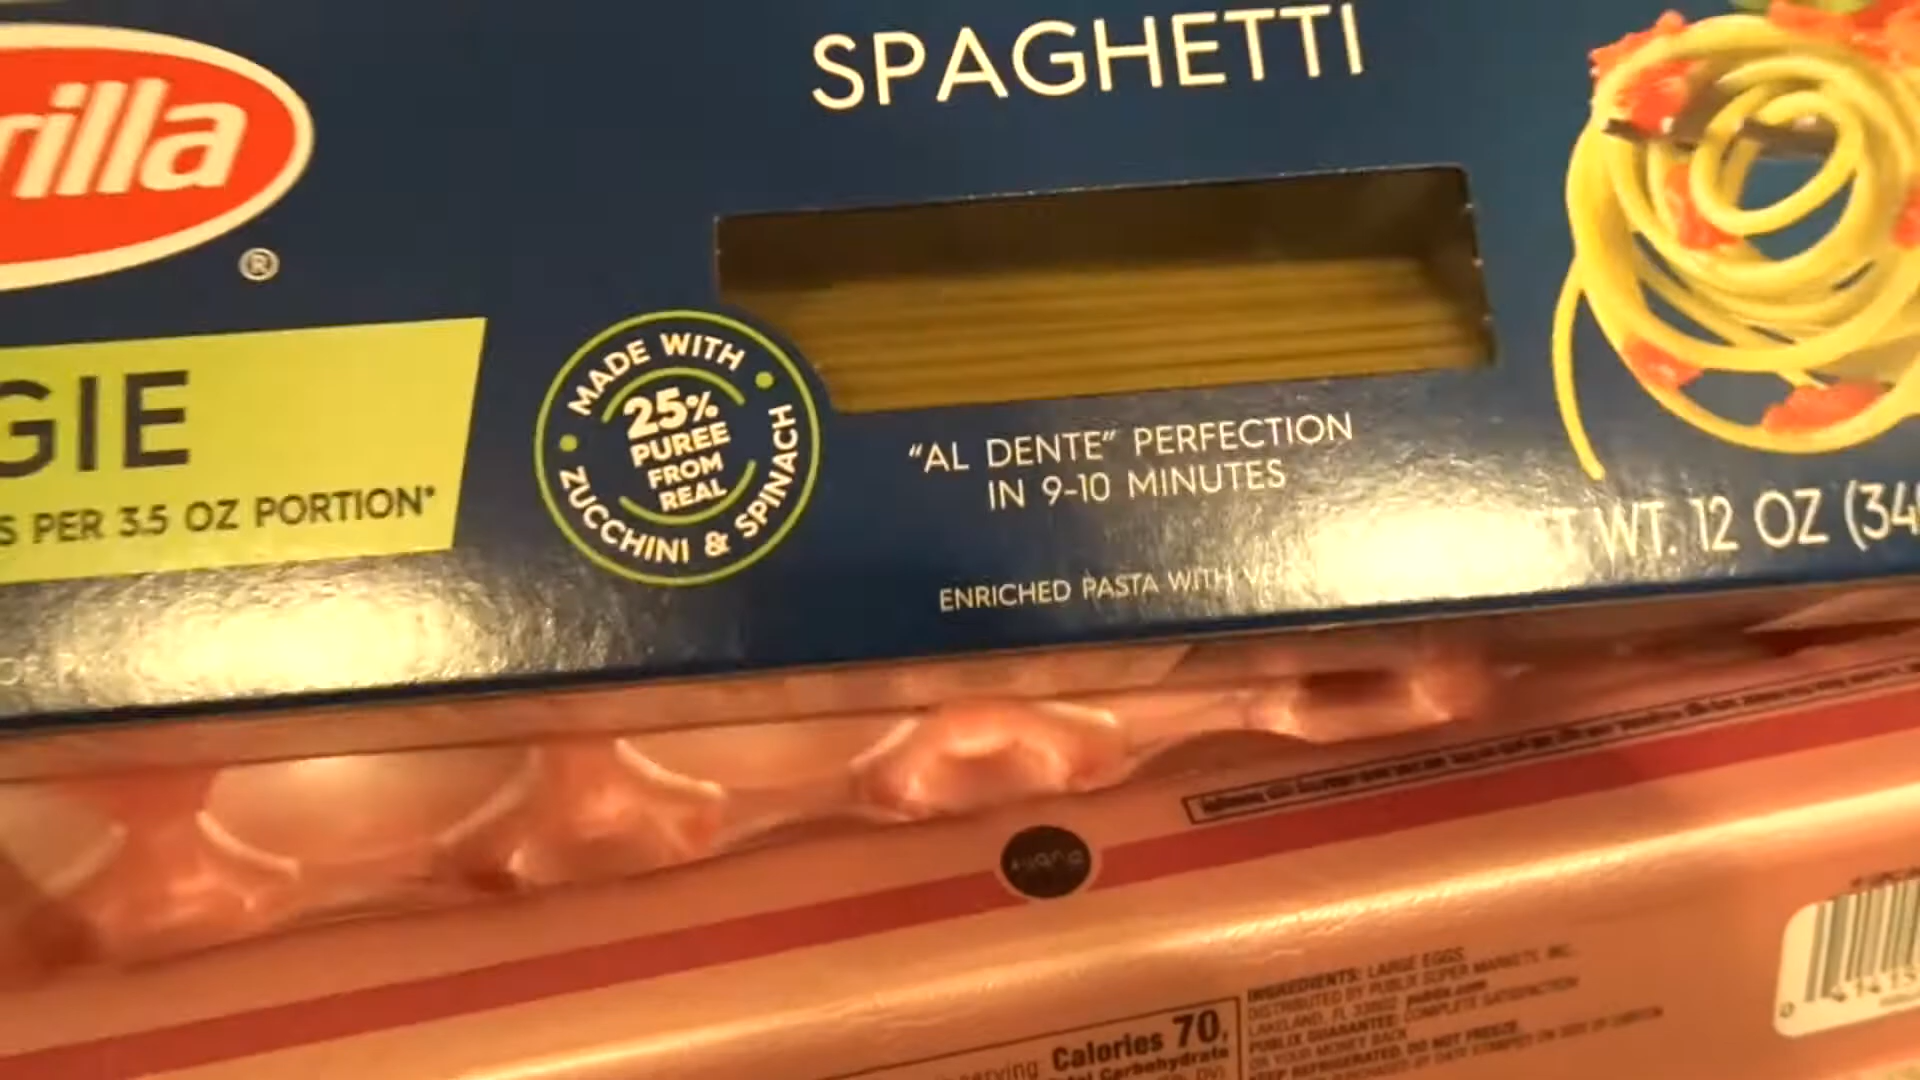 SPAGHETTI
rilla
®
GIE
S PER 3.5 OZ PORTION*
MADE WITH
25%
PUREE
FROM
REAL
ZUCCHINI & SPINACH
"AL DENTE" PERFECTION
IN 9-10 MINUTES
WT. 12 OZ (34
ENRICHED PASTA WITH
INGREDIENTS: LARGE EGGS
DISTRIBUTED BY PUBLIX SUPER MARKETS, INC.
LAKELAND, FL 33802 publix.com
PUBLIX GUARANTEE: COMPLETE SATISFACTION
OR YOUR MONEY BACK
KEEP REFRIGERATED. DO NOT FREEZE.
serving: Calories 70,
Carbohydrate